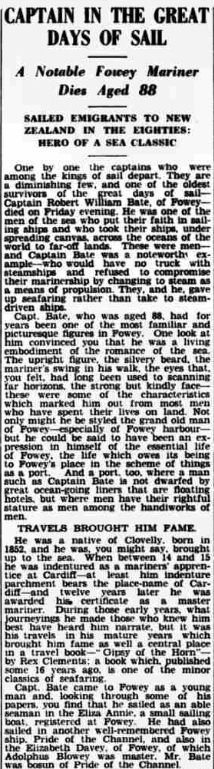 CAPTAIN IN THE GREAT
DAYS OF SAIL
A Notable Fowey Mariner
Dies Aged 88
SAILED EMIGRANTS TO NEW
ZEALAND IN THE EIGHTIES:
HERO OF A SEA CLASSIC
One by one the captains who were
among the kings of sail depart. They are
a diminishing few, and one of the oldest
survivors of the great days of sail—
Captain Robert William Bate, of Fowey—
died on Friday evening. He was one of the
men of the sea who put their faith in sail-
ing ships and who took their ships, under
spreading canvas, across the oceans of the
world to far-off lands. These were men—
and Captain Bate was a noteworthy ex-
ample—who would have no truck with
steamships and refused to compromise
their marinership by changing to steam as
a means of propulsion. They, and he, gave
up seafaring rather than take to steam-
driven ships.
Capt. Bate, who was aged 88, had for
years been one of the most familiar and
picturesque figures in Fowey. One look at
him convinced you that he was a living
embodiment of the romance of the sea.
The upright figure, the silvery beard, the
mariner's swing in his walk, the eyes that,
you felt, had long been used to scanning
far horizons, the strong but kindly face—
these were some of the characteristics
which marked him out from most men
who have spent their lives on land. Not
only might he be styled the grand old man
of Fowey—especially of Fowey harbour—
but he could be said to have been an ex-
pression in himself of the essential life
of Fowey, the life which owes its being
to Fowey's place in the scheme of things
as a port. And a port, too, where a man
such as Captain Bate is not dwarfed by
great ocean-going liners that are floating
hotels, but where men have their rightful
stature as men among the handiworks of
men.
TRAVELS BROUGHT HIM FAME.
He was a native of Clovelly, born in
1852, and he was, you might say, brought
up to the sea. When between 14 and 15
he was indentured as a mariners' appren-
tice at Cardiff—at least him indenture
parchment bears the place-name of Car-
diff—and twelve years later he was
awarded his certificate as a master
mariner. During those early years, what
journeyings he made those who knew him
best have heard him narrate, but it was
his travels in his mature years which
brought him fame as well a central place
in a travel book—"Gipsy of the Horn"—
by Rex Clements: a book which, published
some 16 years ago, is one of the minor
classics of seafaring.
Capt. Bate came to Fowey as a young
man and, looking through some of his
papers, you find that he sailed as an able
seaman in the Eliza Annie, a small sailing
boat, registered at Fowey. He had also
sailed in another well-remembered Fowey
ship, Pride of the Channel, and also in
the Elizabeth Davey, of Fowey, of which
Adolphus Blowey was master. Mr. Bate
was bosun of Pride of the Channel.